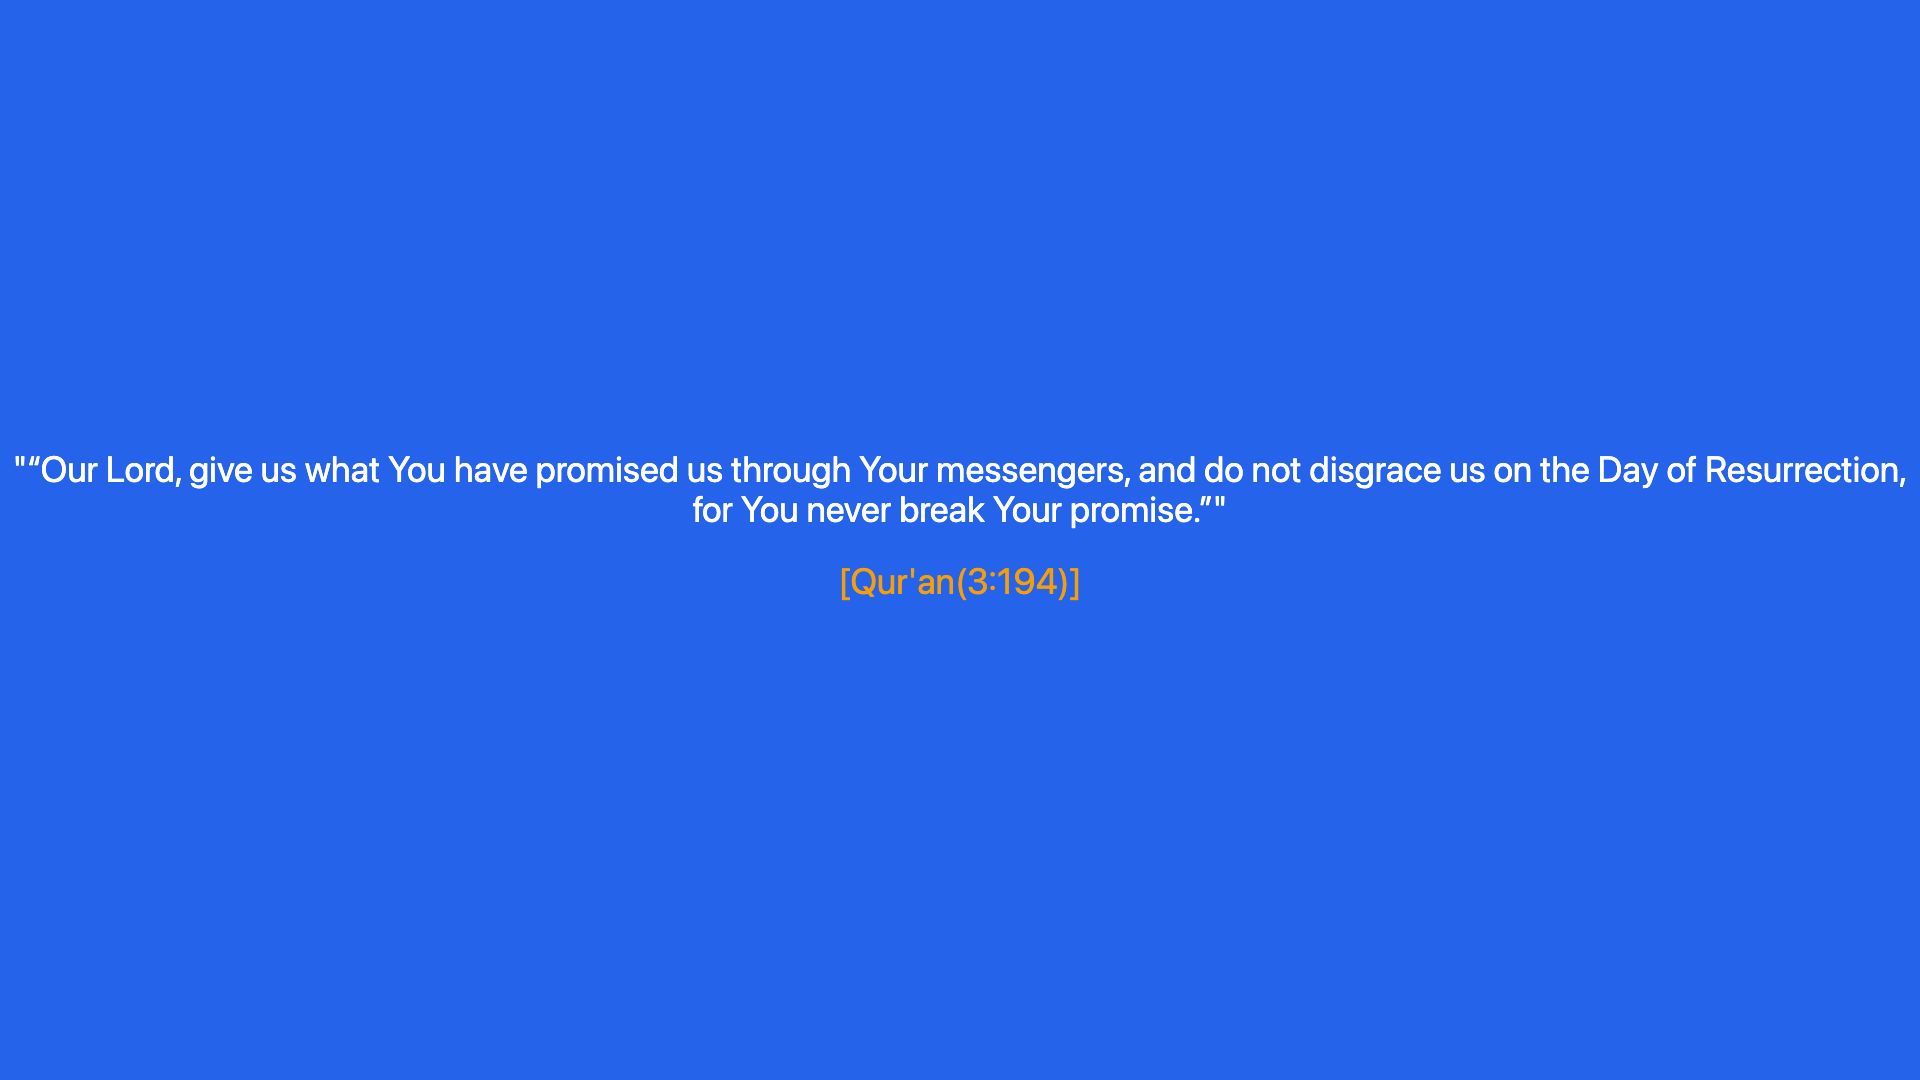 "“Our Lord, give us what You have promised us through Your messengers, and do not disgrace us on the Day of Resurrection,
for You never break Your promise.”"
[Qur'an(3:194)]